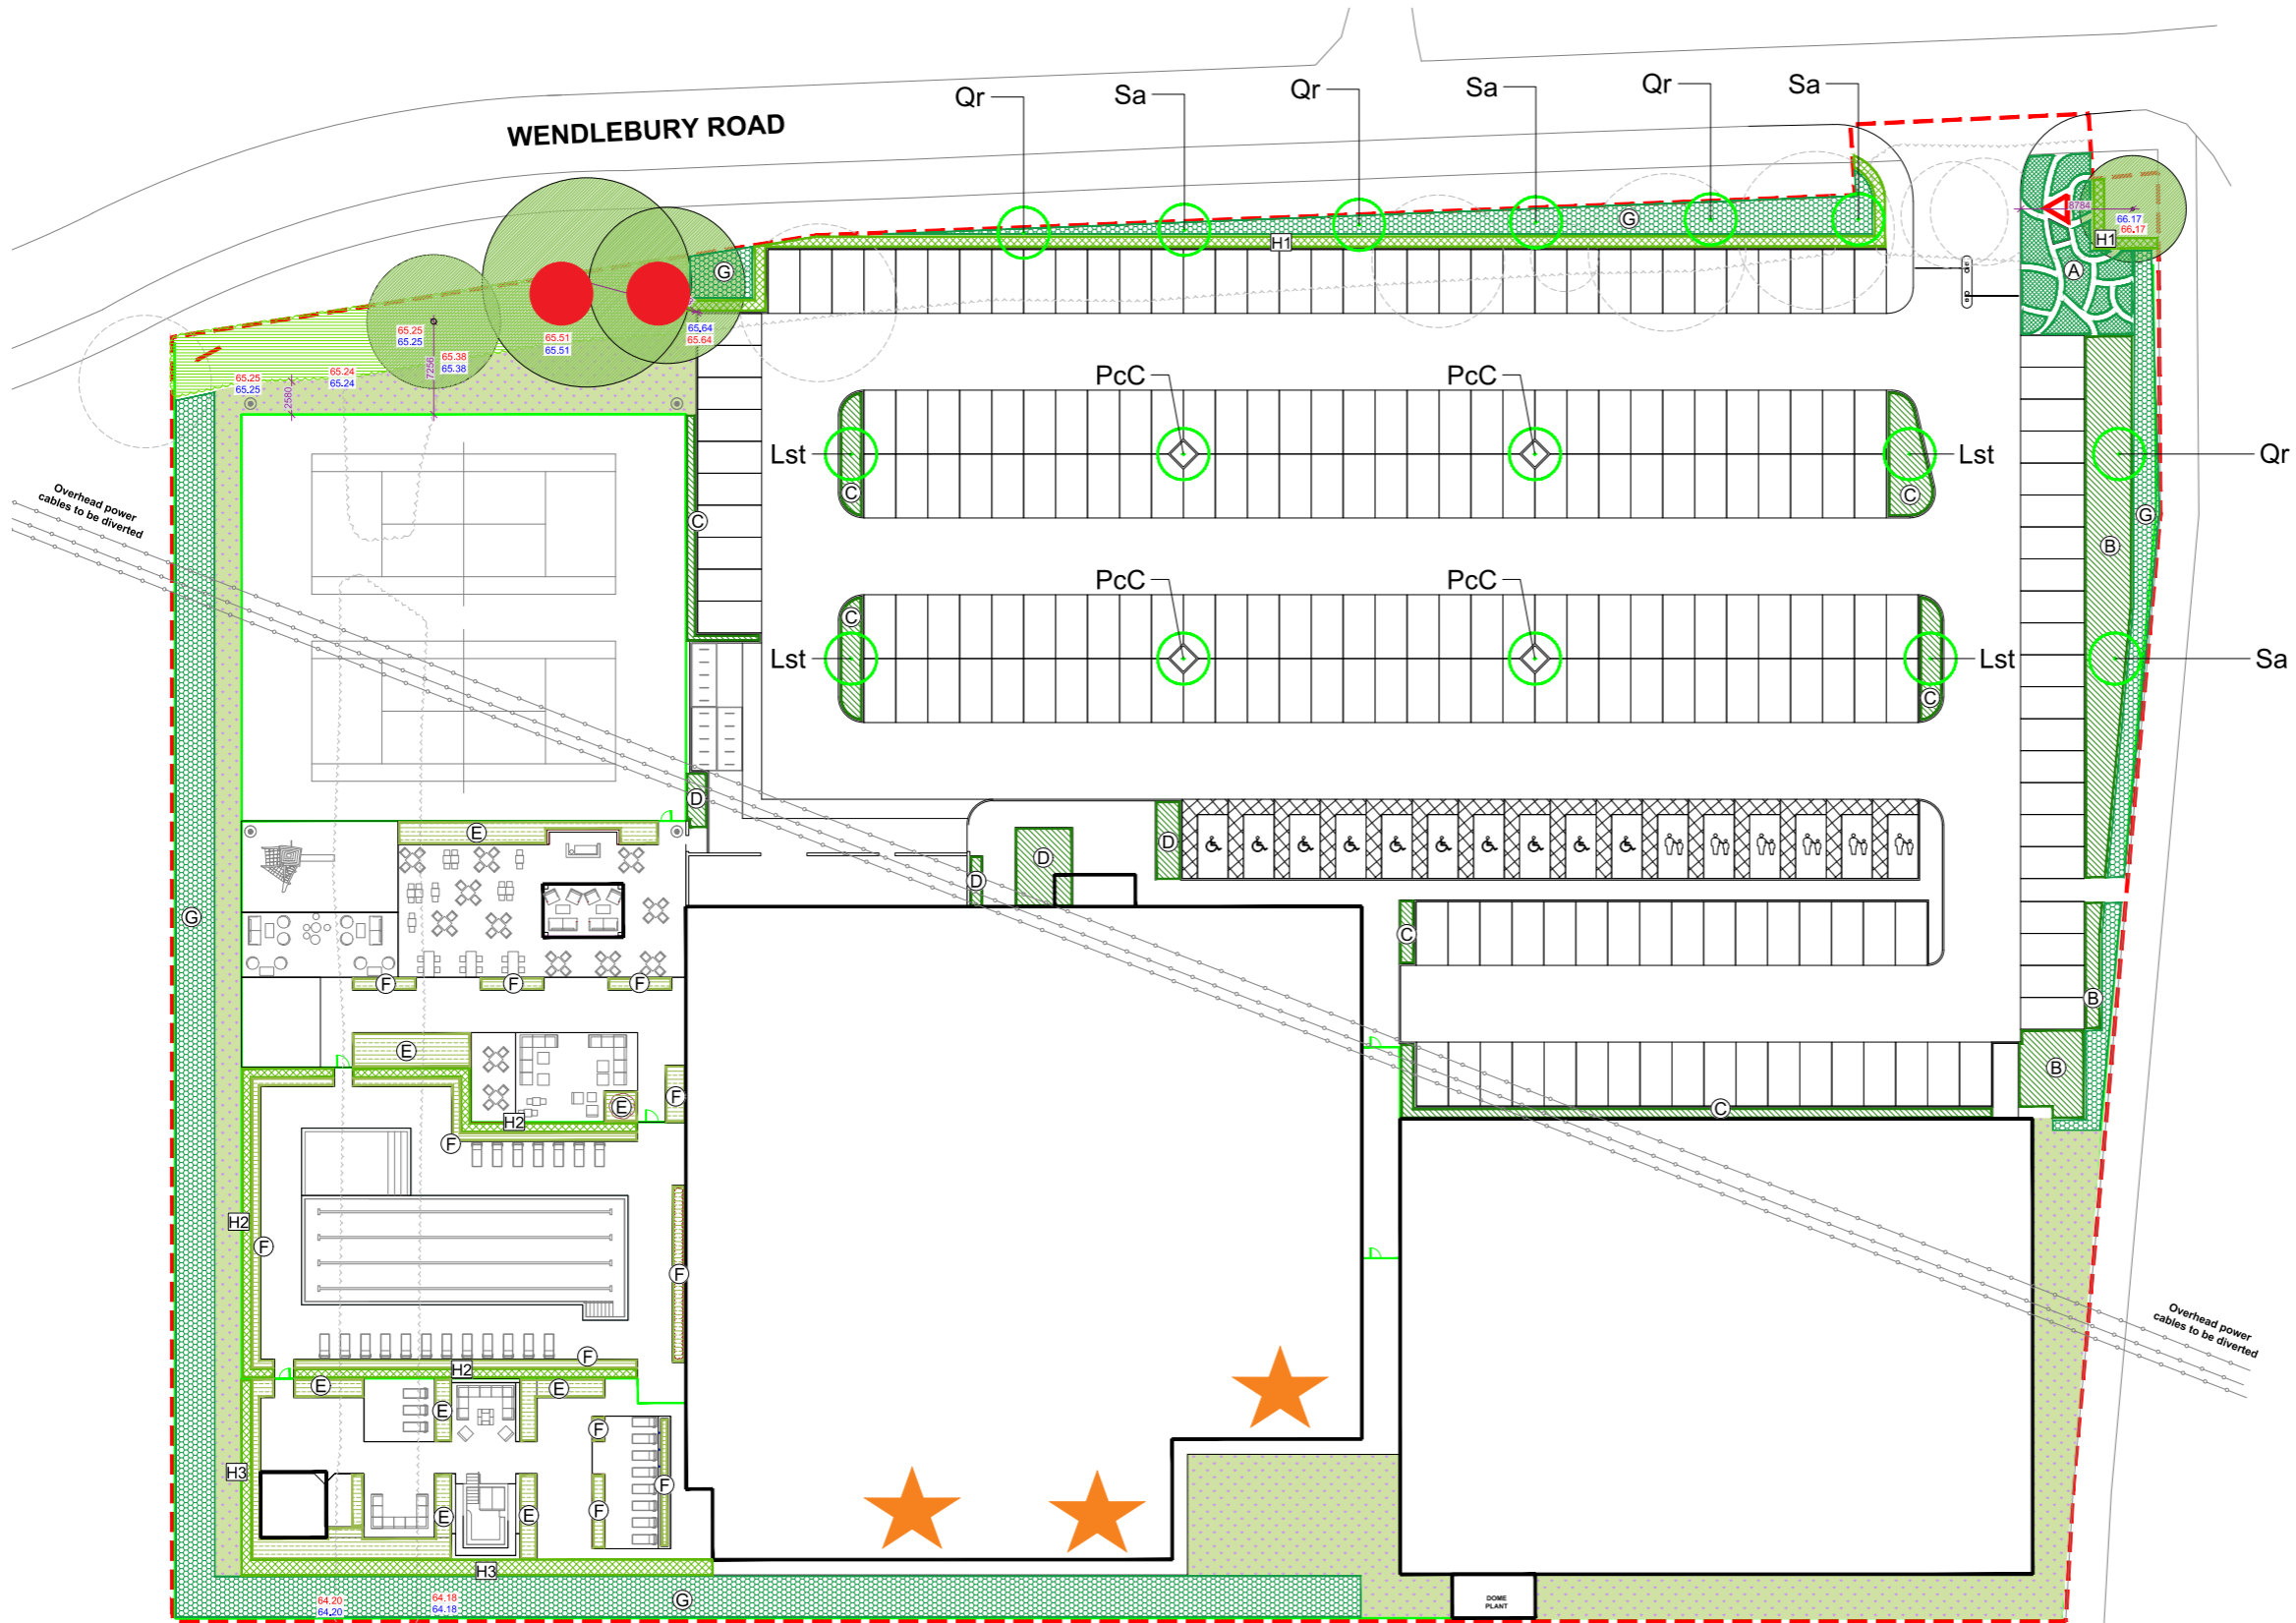 WENDLEBURY ROAD
Qr
Sa
Qr
Sa
Qr
Sa
G
H1
G
8784
66.17
66.17
H1
A
65.25
65.25
65.38
65.38
7256
65.51
65.51
65.64
65.64
65.25
65.25
65.24
65.24
2580
PcC
PcC
Lst
Lst
Qr
C
C
C
G
B
Overhead power
cables to be diverted
PcC
PcC
Lst
Lst
Sa
C
C
D
E
D
D
D
G
C
F
F
F
B
E
B
F
E
H2
C
F
H2
F
F
Overhead power
cables to be diverted
F
H2
E
E
E
F
H3
F
F
E
E
H3
G
64.20
64.20
64.18
64.18
DOME
PLANT